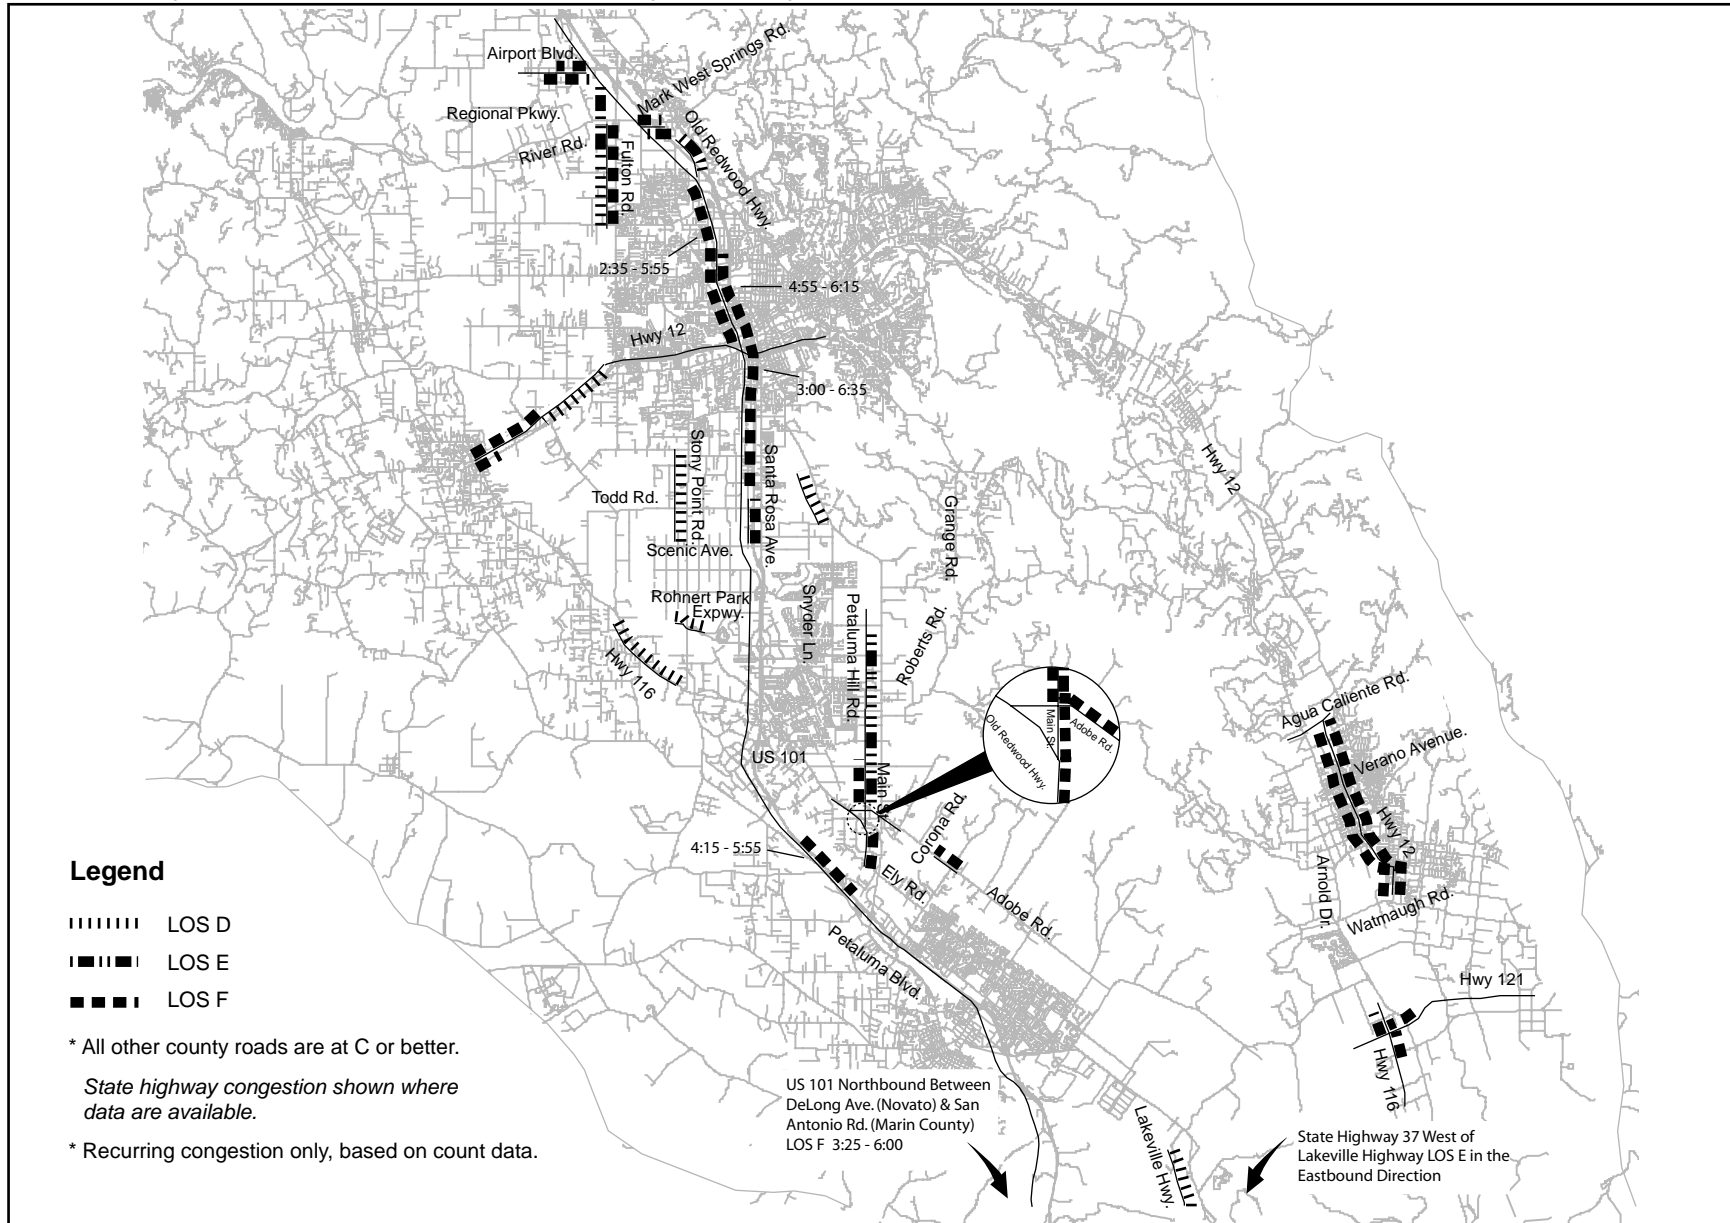 Airport Blvd.
Mark West Springs Rd.
Regional Pkwy.
Old Redwood Hwy.
River Rd.
Fulton Rd.
2:35 - 5:55
4:55 - 6:15
Hwy 12
3:00 - 6:35
Stony Point Rd.
Santa Rosa Ave.
Hwy 12
Todd Rd.
Grange Rd.
Scenic Ave.
Rohnert Park
Expwy.
Snyder Ln.
Petaluma Hill Rd.
Roberts Rd.
Hwy 116
Main St.
Adobe Rd.
Old Redwood Hwy.
Agua Caliente Rd.
Verano Avenue.
US 101
Main St.
Corona Rd.
Hwy 12
4:15 - 5:55
Ely Rd.
Adobe Rd.
Arnold Dr.
Watmaugh Rd.
Petaluma Blvd.
Hwy 121
Hwy 116
Lakeville Hwy.
Legend
LOS D
LOS E
LOS F
* All other county roads are at C or better.
State highway congestion shown where
data are available.
* Recurring congestion only, based on count data.
US 101 Northbound Between
DeLong Ave. (Novato) & San
Antonio Rd. (Marin County)
LOS F 3:25 - 6:00
State Highway 37 West of
Lakeville Highway LOS E in the
Eastbound Direction